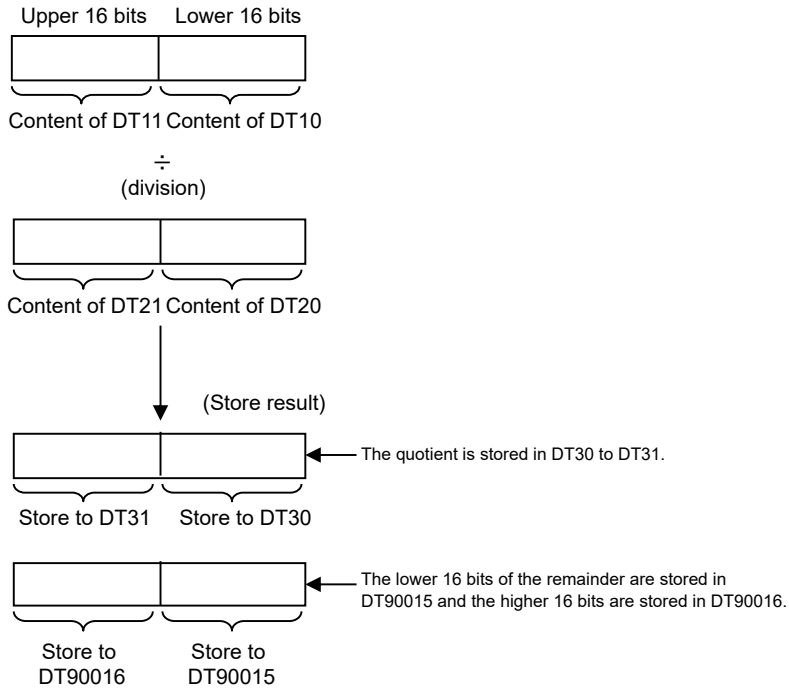 Upper 16 bits Lower 16 bits
Content of DT11 Content of DT10
÷
(division)
Content of DT21 Content of DT20
(Store result)
The quotient is stored in DT30 to DT31.
Store to DT31 Store to DT30
The lower 16 bits of the remainder are stored in
DT90015 and the higher 16 bits are stored in DT90016.
Store to Store to
DT90016 DT90015